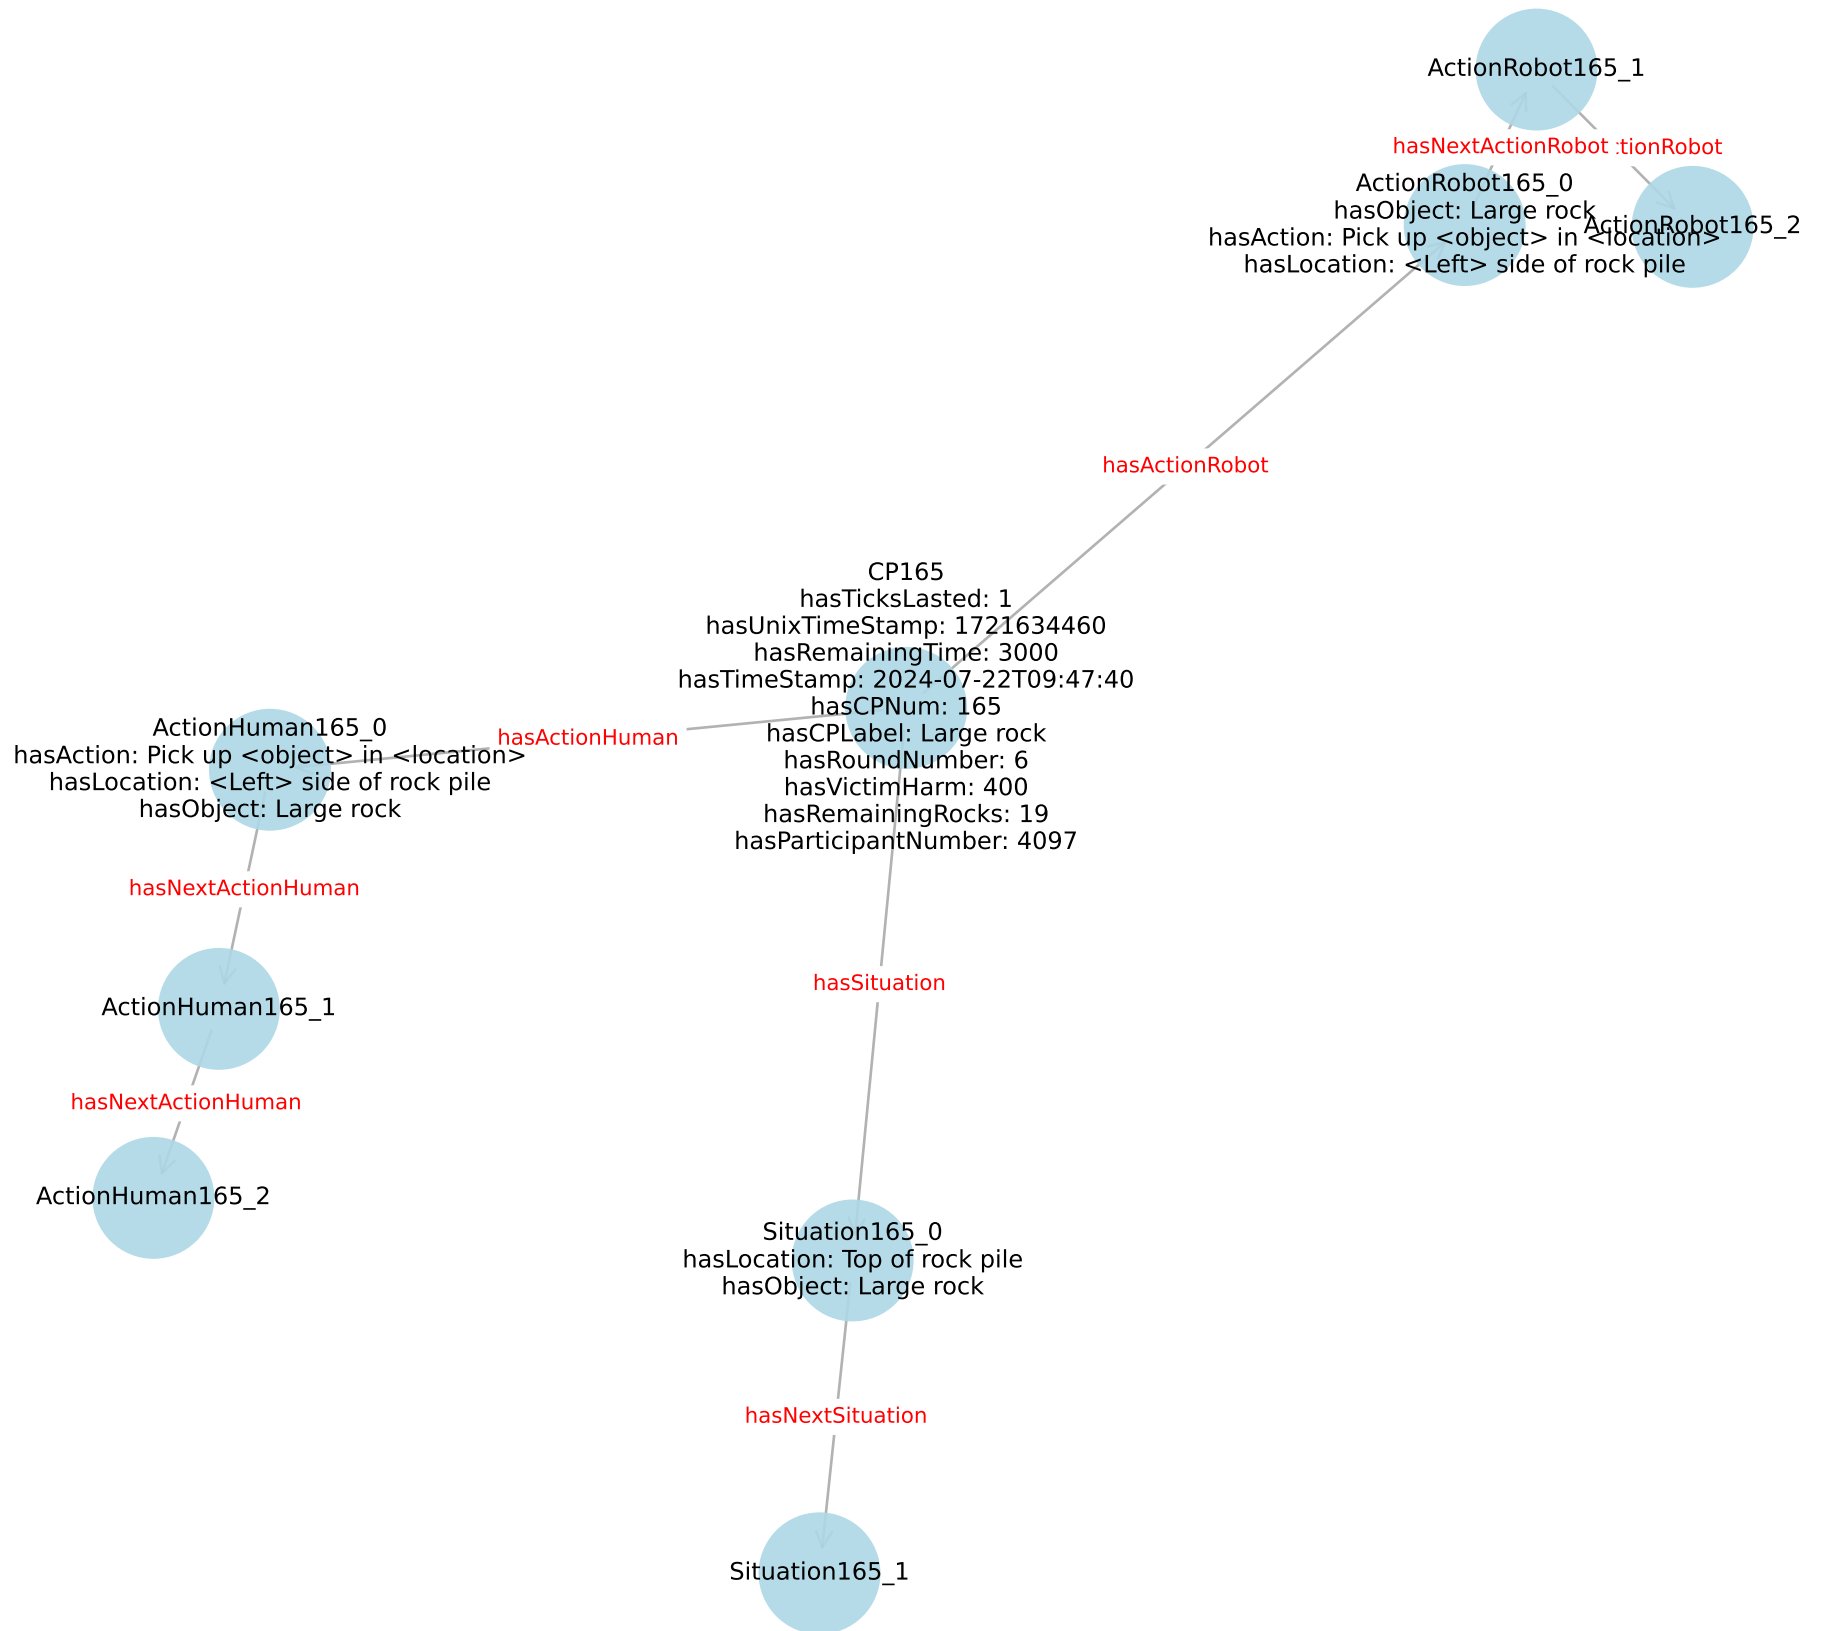 ActionRobot165_1
hasNextActionRobot
tionRobot
ActionRobot165_0
hasObject: Large rock
hasAction: Pick up <object> in <location>
hasLocation: <Left> side of rock pile
ActionRobot165_2
hasActionRobot
CP165
hasTicksLasted: 1
hasUnixTimeStamp: 1721634460
hasRemainingTime: 3000
hasTimeStamp: 2024-07-22T09:47:40
hasCPNum: 165
hasCPLabel: Large rock
hasRoundNumber: 6
hasVictimHarm: 400
hasRemainingRocks: 19
hasParticipantNumber: 4097
hasActionHuman
ActionHuman165_0
hasAction: Pick up <object> in <location>
hasLocation: <Left> side of rock pile
hasObject: Large rock
hasNextActionHuman
ActionHuman165_1
hasNextActionHuman
ActionHuman165_2
hasSituation
Situation165_0
hasLocation: Top of rock pile
hasObject: Large rock
hasNextSituation
Situation165_1